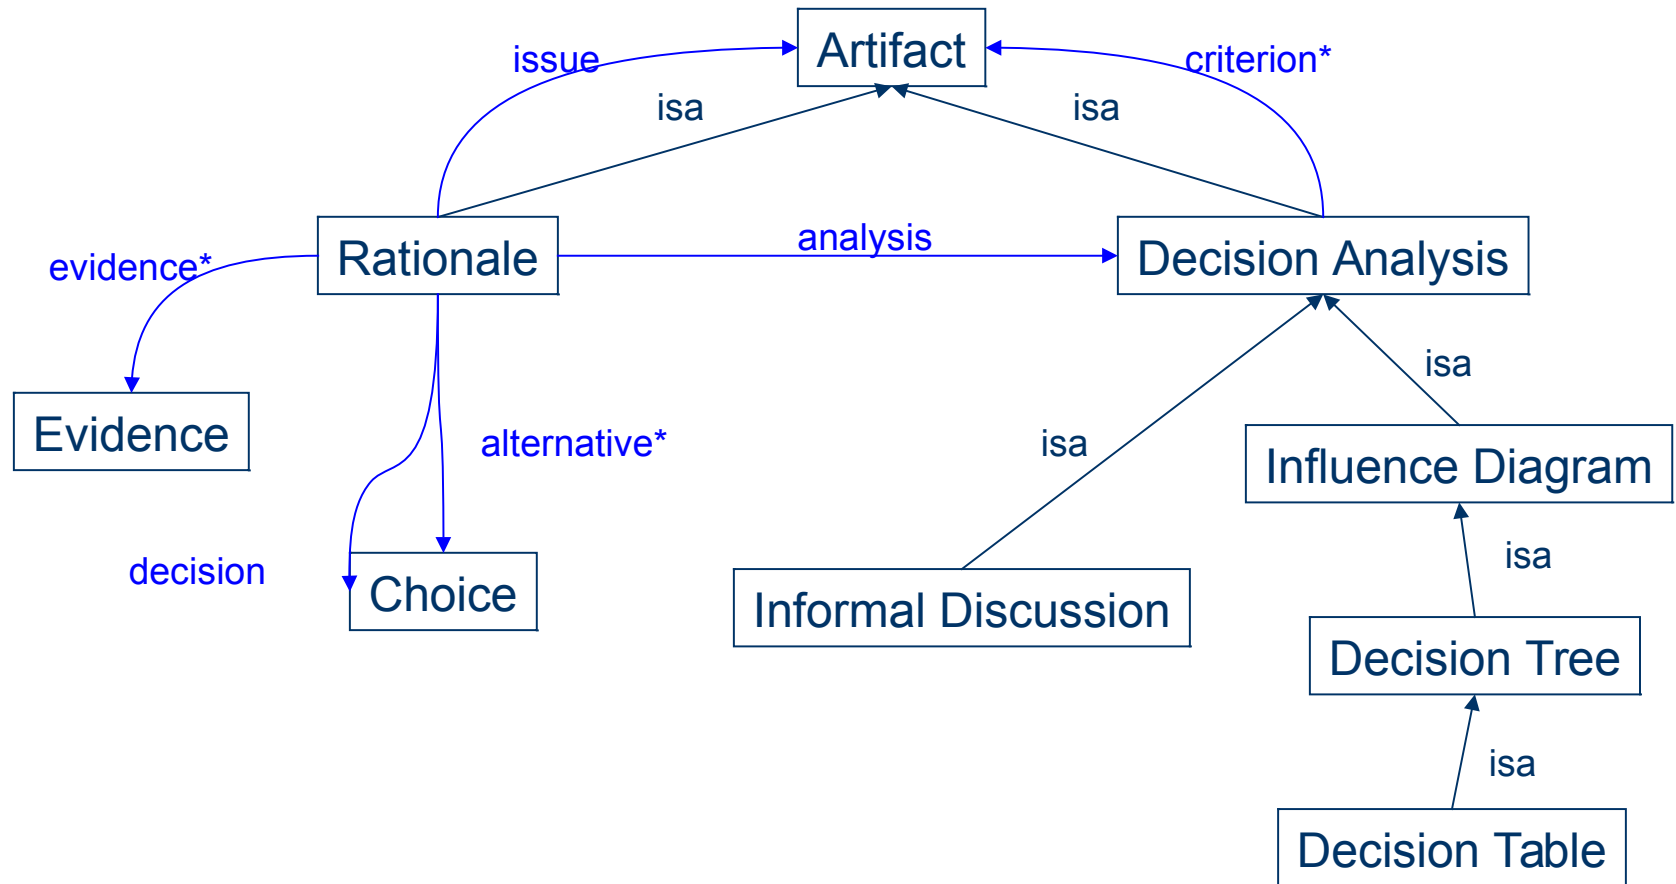 Artifact
issue
criterion*
isa
isa
Rationale
analysis
Decision Analysis
evidence*
isa
Evidence
alternative*
isa
Influence Diagram
decision
Choice
Informal Discussion
isa
Decision Tree
isa
Decision Table